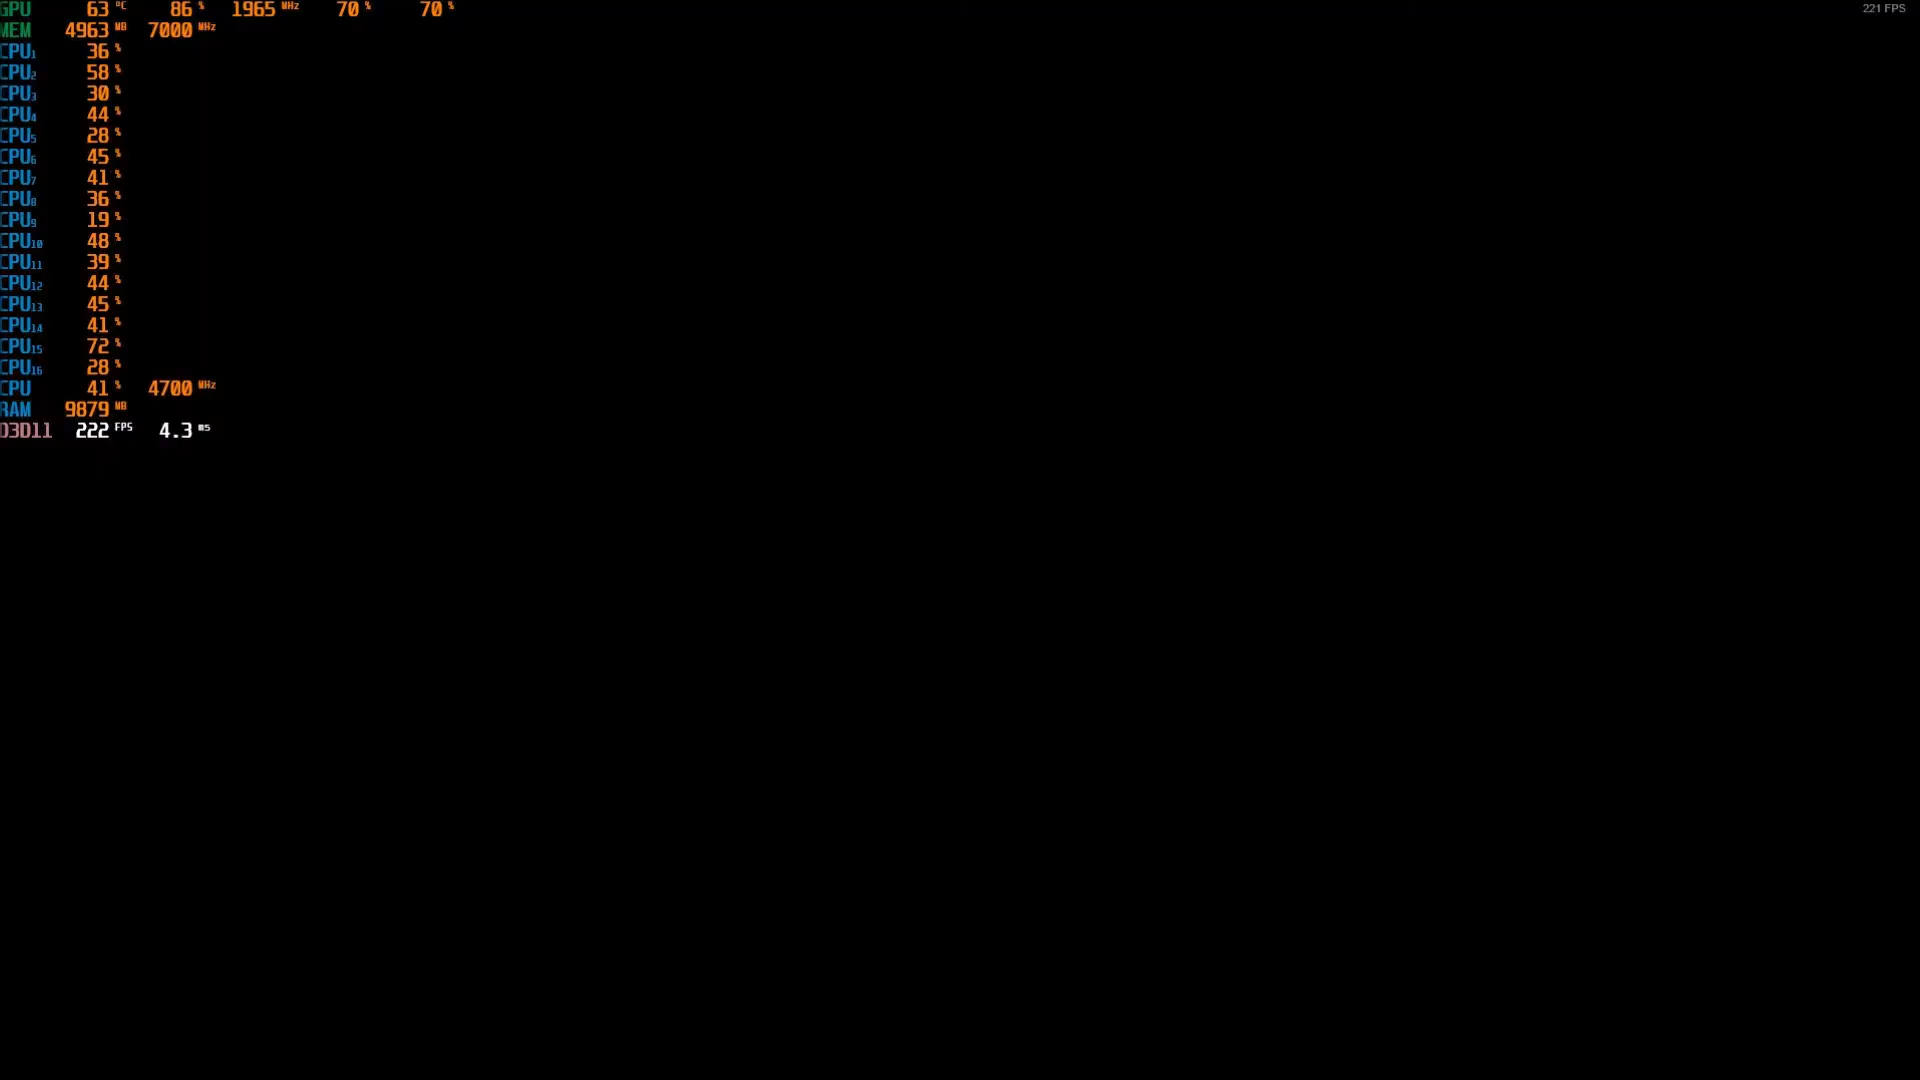 GPU 63 °C 86 % 1965 MHz 70 % 70 % 221 FPS
MEM 4963 MB 7000 MHz
CPU1 36 %
CPU2 58 %
CPU3 30 %
CPU4 44 %
CPU5 28 %
CPU6 45 %
CPU7 41 %
CPU8 36 %
CPU9 19 %
CPU10 48 %
CPU11 39 %
CPU12 44 %
CPU13 45 %
CPU14 41 %
CPU15 72 %
CPU16 28 %
CPU 41 % 4700 MHz
RAM 9879 MB
D3D11 222 FPS 4.3 ms